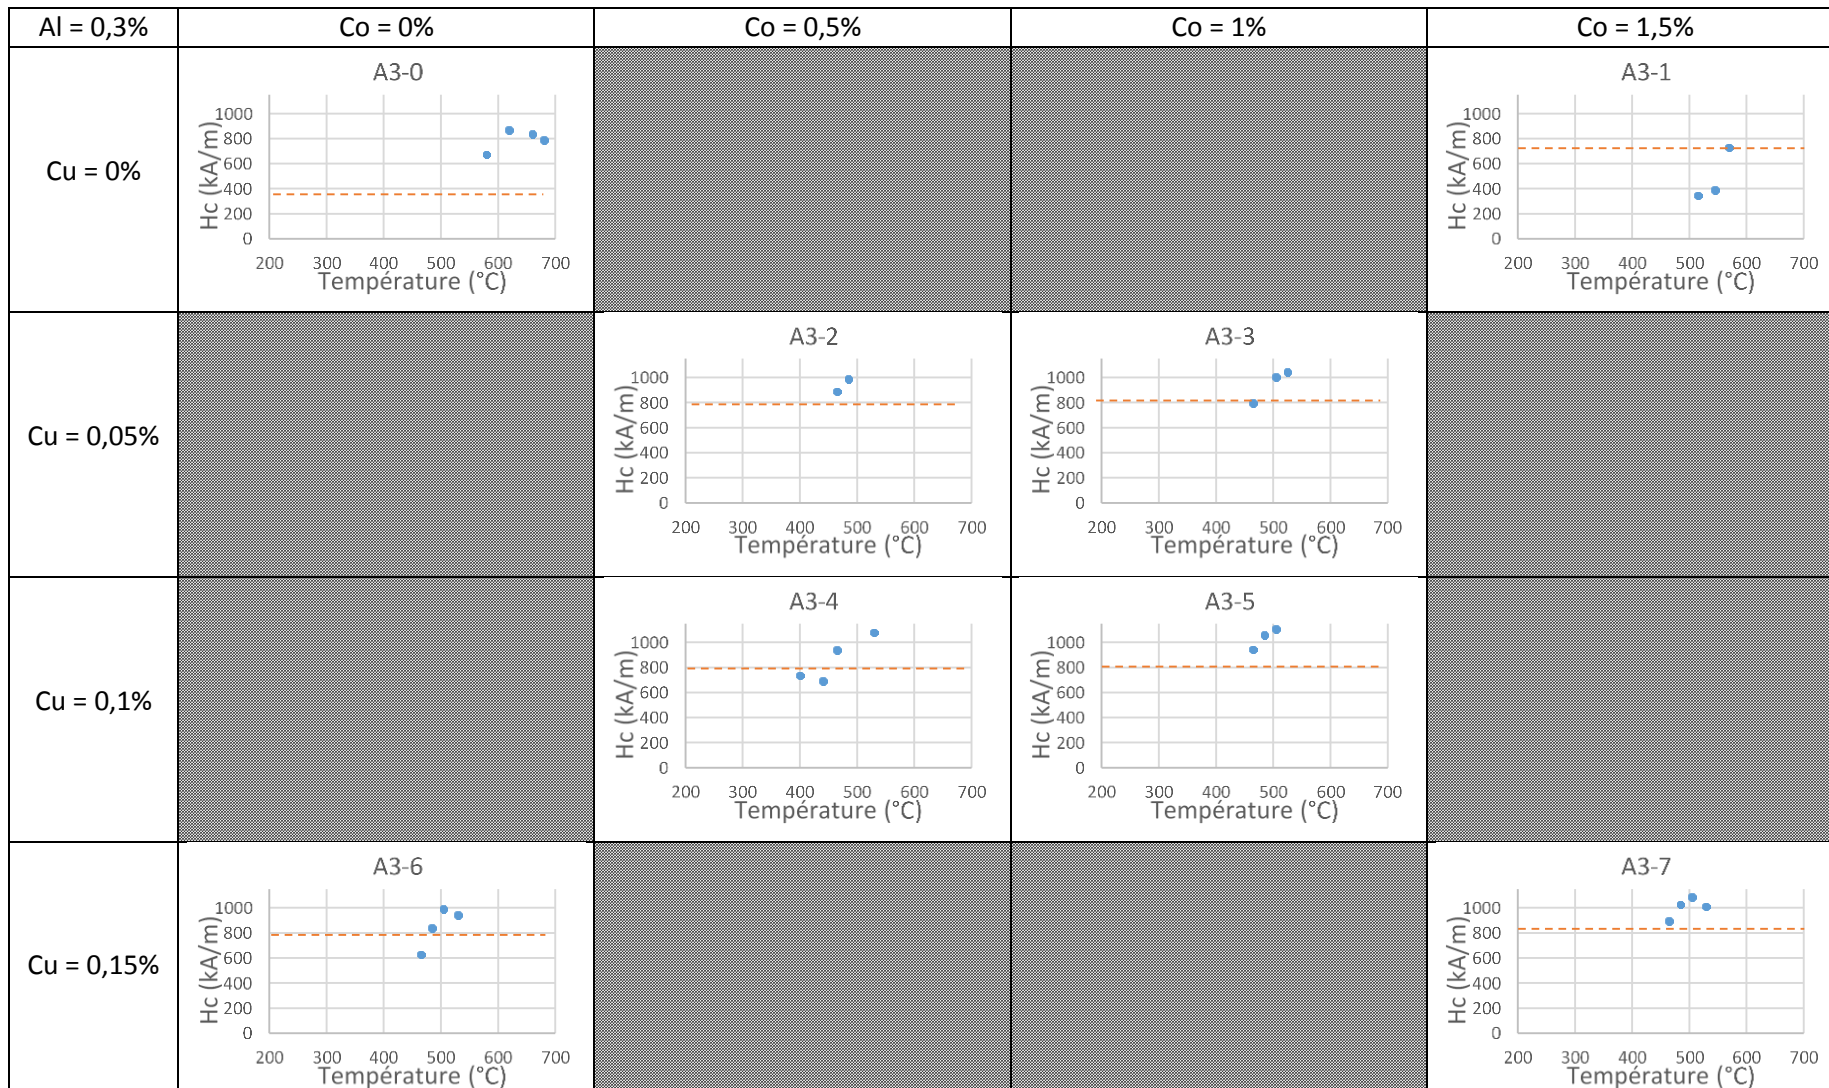 Al = 0,3% Co = 0% Co = 0,5% Co = 1% Co = 1,5%
Cu = 0%
A3-0
Hc (kA/m)
1000
800
600
400
200
0
200 300 400 500 600 700
Température (°C)
A3-1
Hc (kA/m)
1000
800
600
400
200
0
200 300 400 500 600 700
Température (°C)
Cu = 0,05%
A3-2
Hc (kA/m)
1000
800
600
400
200
0
200 300 400 500 600 700
Température (°C)
A3-3
Hc (kA/m)
1000
800
600
400
200
0
200 300 400 500 600 700
Température (°C)
Cu = 0,1%
A3-4
Hc (kA/m)
1000
800
600
400
200
0
200 300 400 500 600 700
Température (°C)
A3-5
Hc (kA/m)
1000
800
600
400
200
0
200 300 400 500 600 700
Température (°C)
Cu = 0,15%
A3-6
Hc (kA/m)
1000
800
600
400
200
0
200 300 400 500 600 700
Température (°C)
A3-7
Hc (kA/m)
1000
800
600
400
200
0
200 300 400 500 600 700
Température (°C)